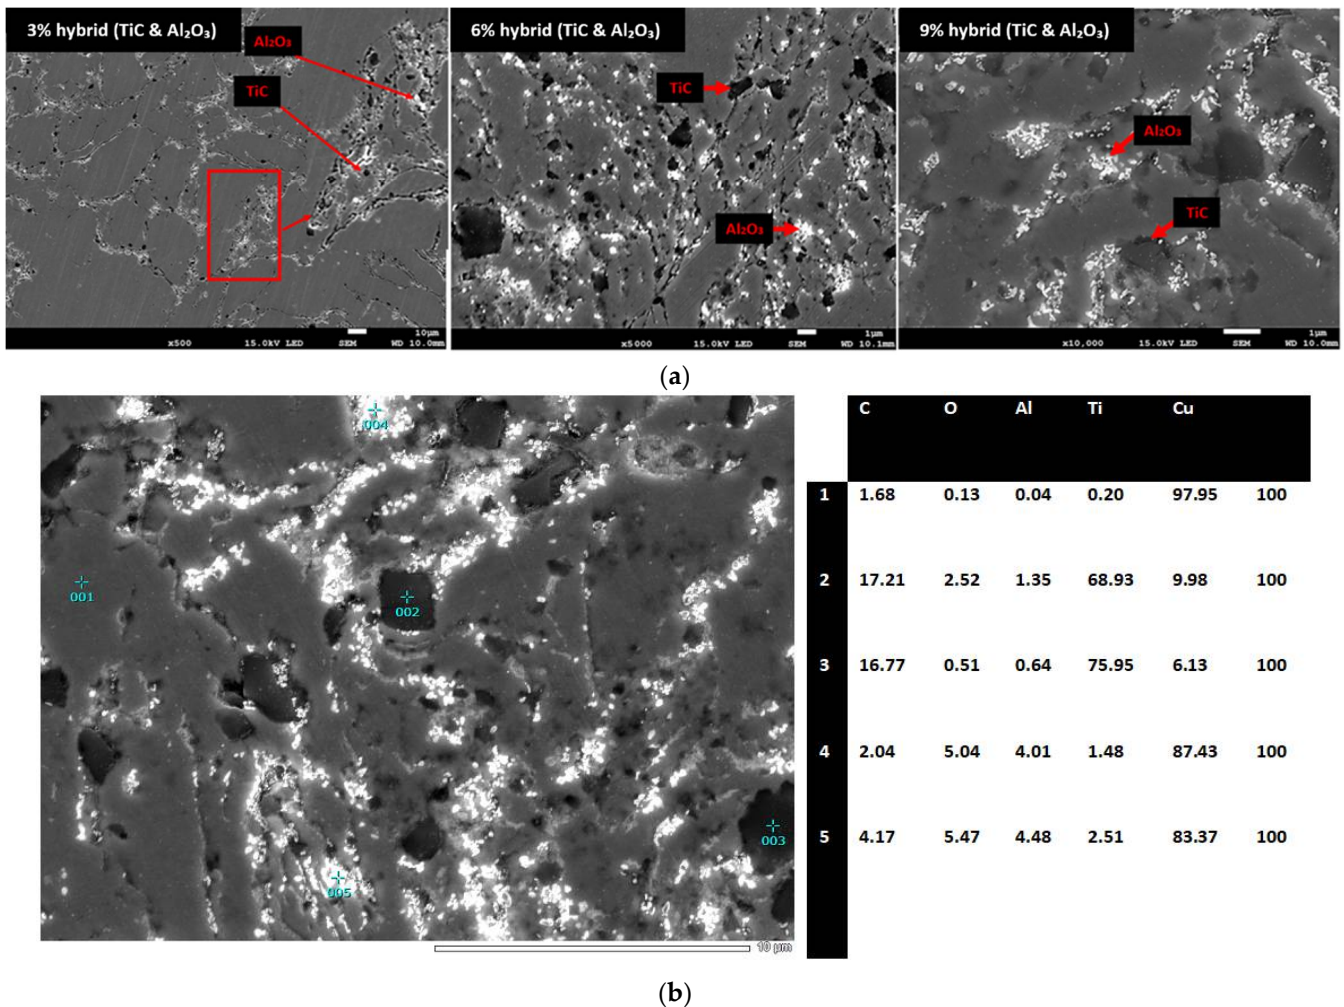 3% hybrid (TiC & Al₂O₃)
Al₂O₃
TiC
10μm
x500 15.0kV LED SEM WD 10.0mm
6% hybrid (TiC & Al₂O₃)
TiC
Al₂O₃
1μm
x5000 15.0kV LED SEM WD 10.1mm
9% hybrid (TiC & Al₂O₃)
Al₂O₃
TiC
1μm
x10,000 15.0kV LED SEM WD 10.0mm
(a)
004
001
002
003
005
10 μm
C O Al Ti Cu
1 1.68 0.13 0.04 0.20 97.95 100
2 17.21 2.52 1.35 68.93 9.98 100
3 16.77 0.51 0.64 75.95 6.13 100
4 2.04 5.04 4.01 1.48 87.43 100
5 4.17 5.47 4.48 2.51 83.37 100
(b)